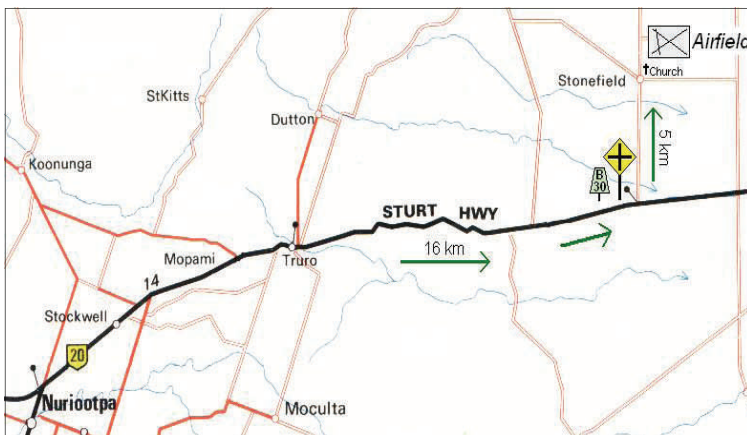 Airfield
Church
Stonefield
StKitts
Dutton
Koonunga
B
30
5 km
STURT HWY
Mopami
Truro
16 km
14
Stockwell
20
Nuriootpa
Moculta